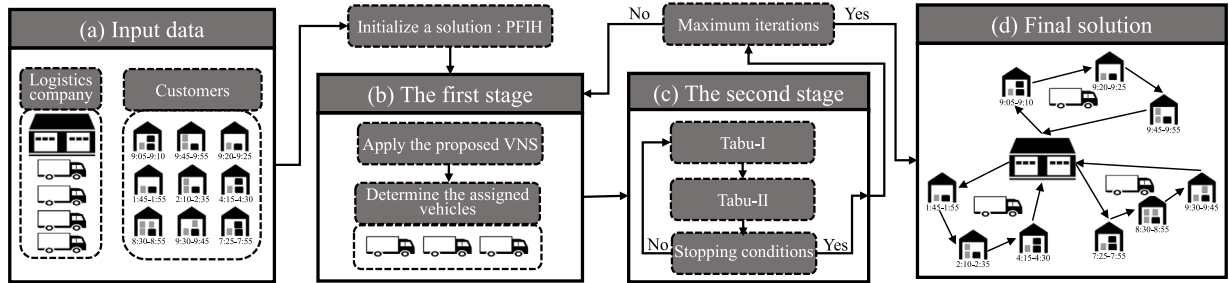 (a) Input data
Logistics
company
Customers
9:05-9:10
9:45-9:55
9:20-9:25
1:45-1:55
2:10-2:35
4:15-4:30
8:30-8:55
9:30-9:45
7:25-7:55
Initialize a solution : PFIH
(b) The first stage
Apply the proposed VNS
Determine the assigned
vehicles
No
Maximum iterations
Yes
(c) The second stage
Tabu-I
Tabu-II
No
Stopping conditions
Yes
(d) Final solution
9:05-9:10
9:20-9:25
9:45-9:55
1:45-1:55
2:10-2:35
4:15-4:30
7:25-7:55
8:30-8:55
9:30-9:45